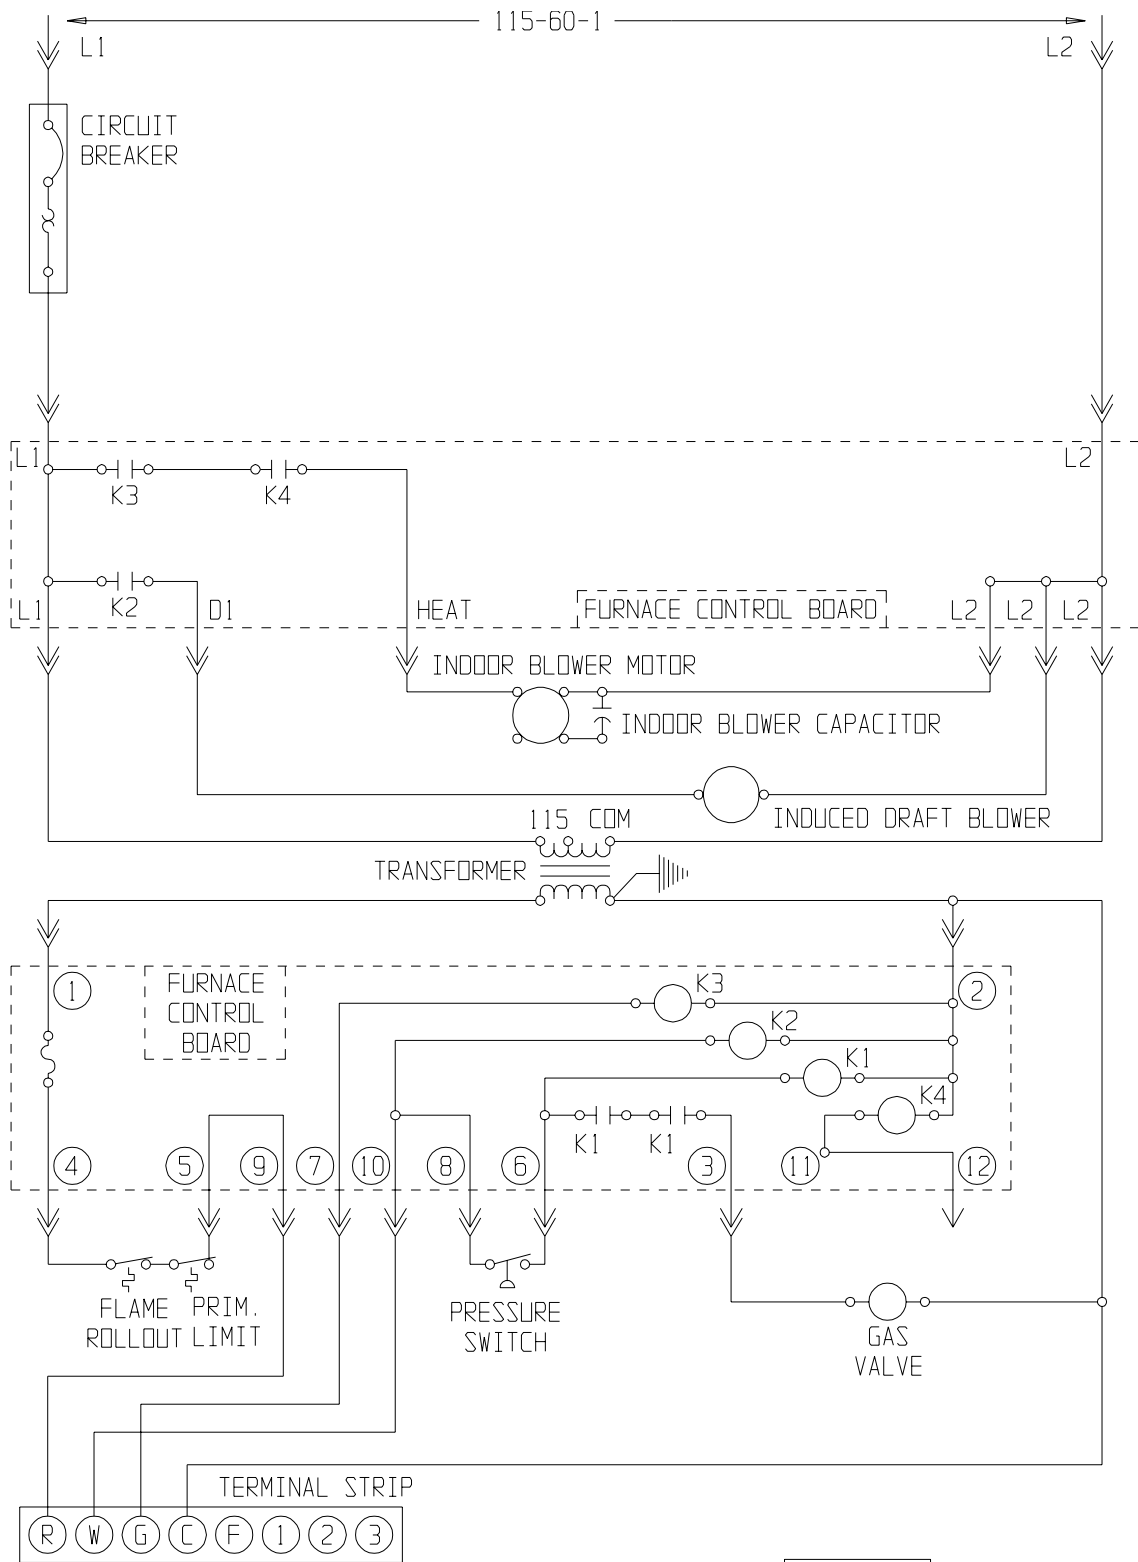 115-60-1
L1
L2
CIRCUIT
BREAKER
L1
L2
K3
K4
K2
L1
D1
HEAT
FURNACE CONTROL BOARD
L2
L2
L2
INDOOR BLOWER MOTOR
INDOOR BLOWER CAPACITOR
115 COM
INDUCED DRAFT BLOWER
TRANSFORMER
1
FURNACE
CONTROL
BOARD
K3
2
K2
K1
K4
K1
K1
4
5
9
7
10
8
6
3
11
12
FLAME
ROLLOUT
PRIM.
LIMIT
PRESSURE
SWITCH
GAS
VALVE
TERMINAL STRIP
R W G C F 1 2 3